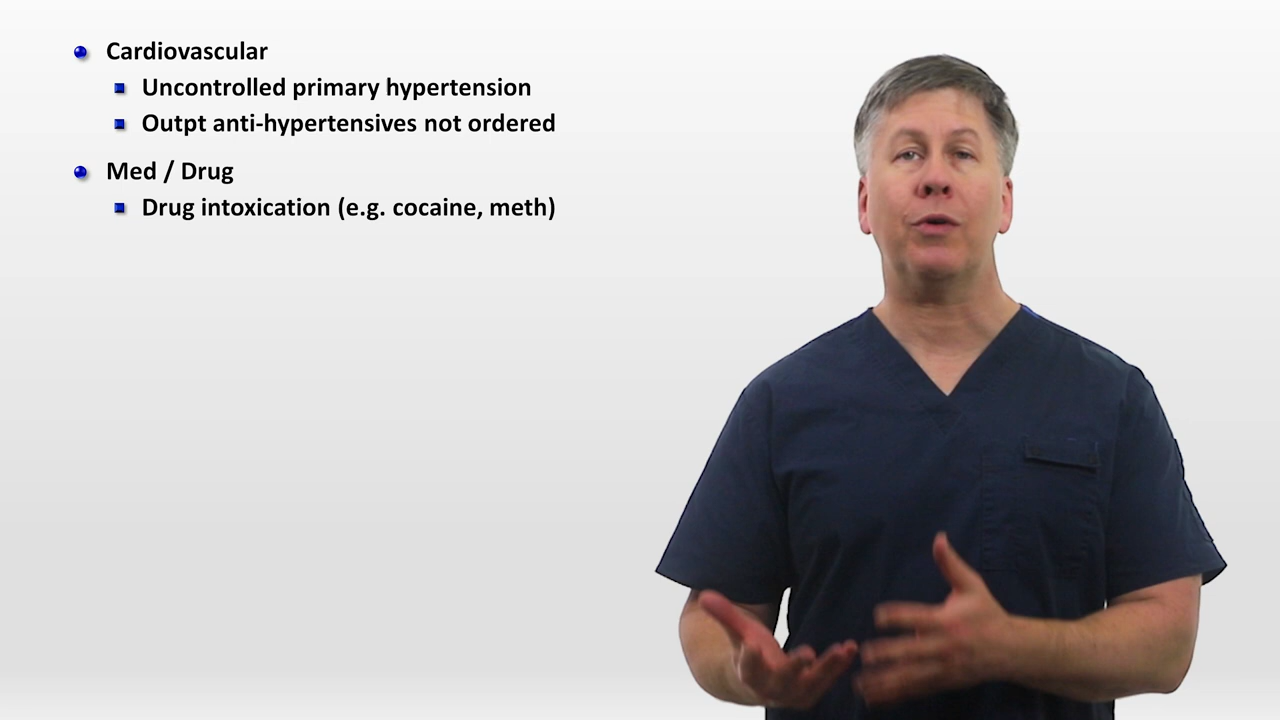 Cardiovascular
Uncontrolled primary hypertension
Outpt anti-hypertensives not ordered
Med / Drug
Drug intoxication (e.g. cocaine, meth)